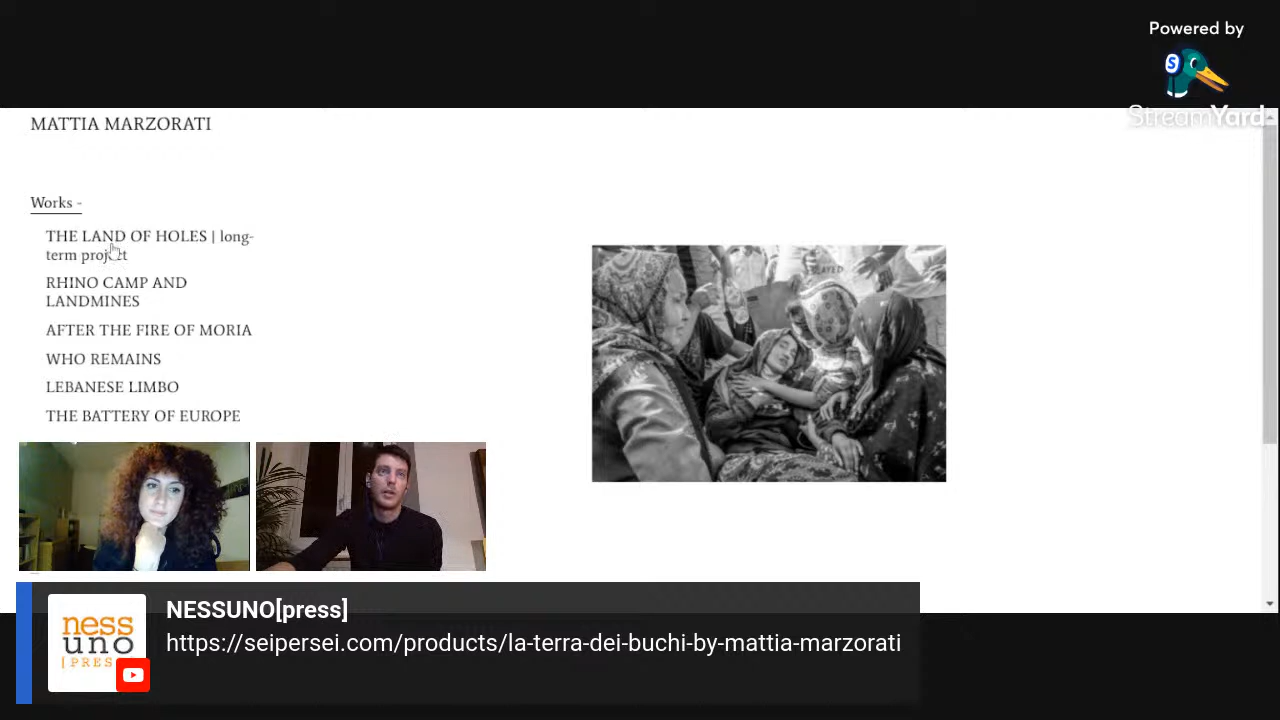 Powered by
S
StreamYard
MATTIA MARZORATI
Works -
THE LAND OF HOLES | long-
term project
RHINO CAMP AND
LANDMINES
AFTER THE FIRE OF MORIA
WHO REMAINS
LEBANESE LIMBO
THE BATTERY OF EUROPE
NESSUNO[press]
ness
uno
https://seipersei.com/products/la-terra-dei-buchi-by-mattia-marzorati